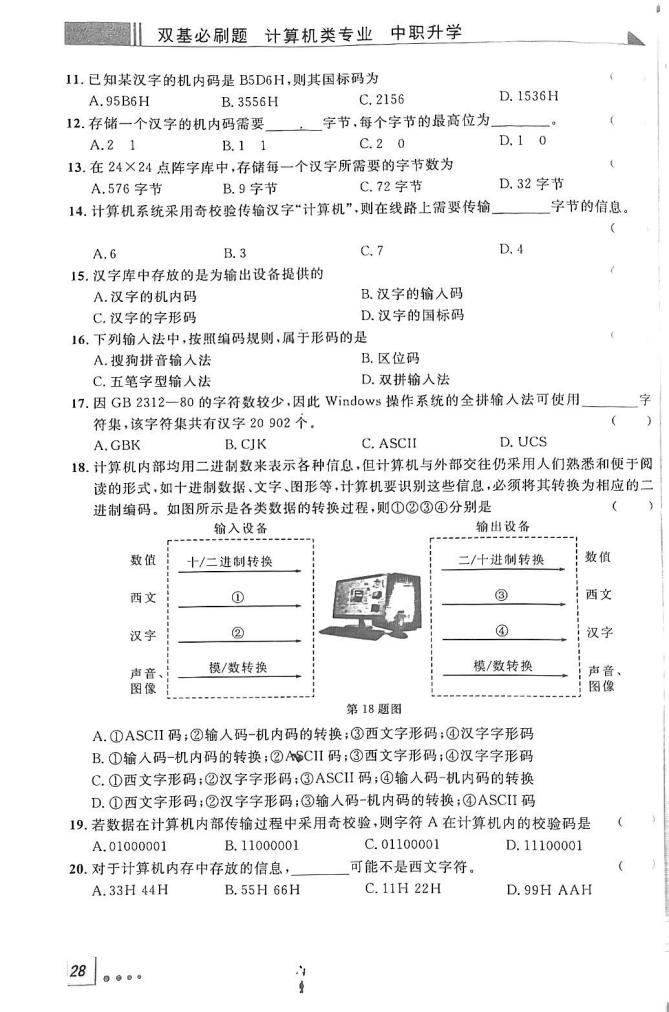 双基必刷题 计算机类专业 中职升学
11. 已知某汉字的机内码是 B5D6H,则其国标码为 (
A. 95B6H B. 3556H C. 2156 D. 1536H
12. 存储一个汉字的机内码需要______字节,每个字节的最高位为______。 (
A. 2 1 B. 1 1 C. 2 0 D. 1 0
13. 在 24×24 点阵字库中,存储每一个汉字所需要的字节数为 (
A. 576 字节 B. 9 字节 C. 72 字节 D. 32 字节
14. 计算机系统采用奇校验传输汉字“计算机”,则在线路上需要传输______字节的信息。
(
A. 6 B. 3 C. 7 D. 4
15. 汉字库中存放的是为输出设备提供的 (
A. 汉字的机内码 B. 汉字的输入码
C. 汉字的字形码 D. 汉字的国标码
16. 下列输入法中,按照编码规则,属于形码的是 (
A. 搜狗拼音输入法 B. 区位码
C. 五笔字型输入法 D. 双拼输入法
17. 因 GB 2312—80 的字符数较少,因此 Windows 操作系统的全拼输入法可使用______字
符集,该字符集共有汉字 20 902 个。 ( )
A. GBK B. CJK C. ASCII D. UCS
18. 计算机内部均用二进制数来表示各种信息,但计算机与外部交往仍采用人们熟悉和便于阅
读的形式,如十进制数据、文字、图形等,计算机要识别这些信息,必须将其转换为相应的二
进制编码。如图所示是各类数据的转换过程,则①②③④分别是 ( )
输入设备 输出设备
数值 十/二进制转换 二/十进制转换 数值
西文 ① ③ 西文
汉字 ② ④ 汉字
声音、 模/数转换 模/数转换 声音、
图像 图像
第 18 题图
A. ①ASCII 码;②输入码-机内码的转换;③西文字形码;④汉字字形码
B. ①输入码-机内码的转换;②ASCII 码;③西文字形码;④汉字字形码
C. ①西文字形码;②汉字字形码;③ASCII 码;④输入码-机内码的转换
D. ①西文字形码;②汉字字形码;③输入码-机内码的转换;④ASCII 码
19. 若数据在计算机内部传输过程中采用奇校验,则字符 A 在计算机内的校验码是 ( )
A. 01000001 B. 11000001 C. 01100001 D. 11100001
20. 对于计算机内存中存放的信息,______可能不是西文字符。 ( )
A. 33H 44H B. 55H 66H C. 11H 22H D. 99H AAH
28